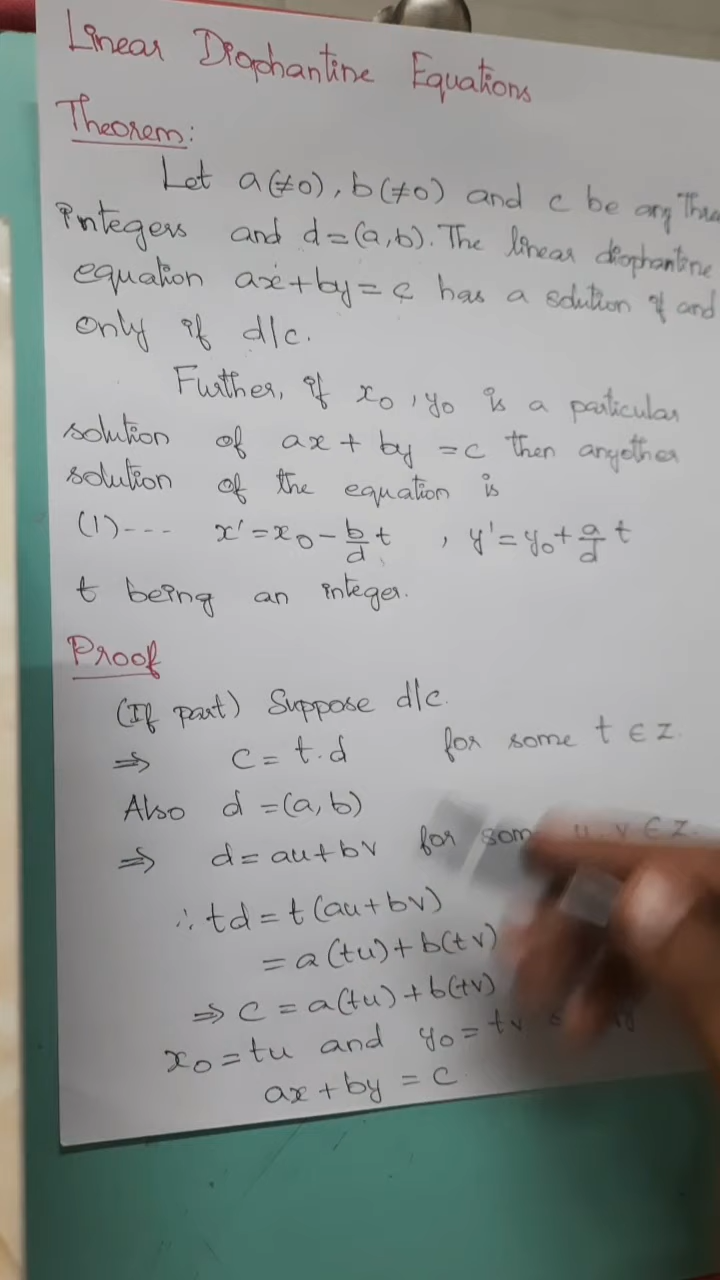 Linear Diophantine Equations
Theorem:
Let a(≠0), b(≠0) and c be any
integers and d=(a,b). The linear diophantine
equation ax+by=c has a solution if and
only if d|c.
Further, if x₀, y₀ is a particular
solution of ax + by = c then anyother
solution of the equation is
(1)--- x'=x₀-b/d t , y'=y₀+a/d t
t being an integer.
Proof
(If part) Suppose d|c.
⇒ c = t.d for some t ∈ Z.
Also d =(a,b)
⇒ d=au+bv for some u, v ∈ Z.
∴ td=t(au+bv)
=a(tu)+b(tv)
⇒ c = a(tu)+b(tv)
x₀=tu and y₀=tv
ax+by = c